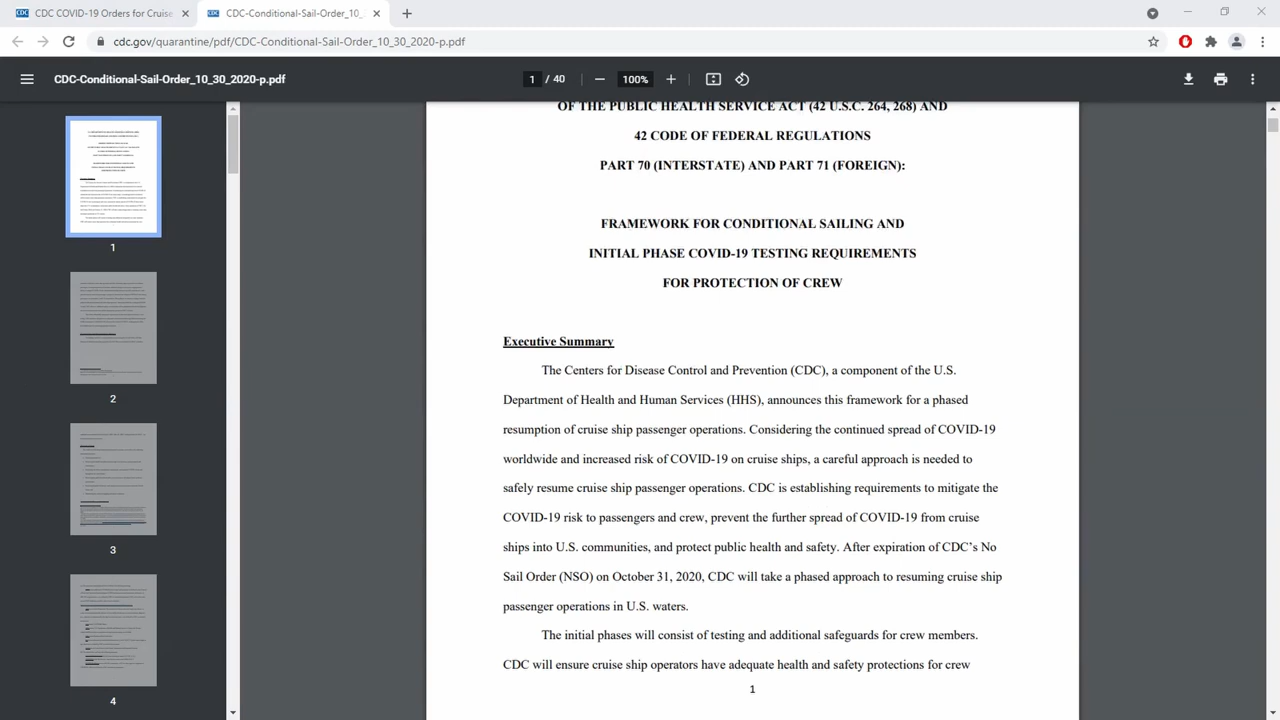 CDC COVID-19 Orders for Cruise
CDC-Conditional-Sail-Order_10_30
cdc.gov/quarantine/pdf/CDC-Conditional-Sail-Order_10_30_2020-p.pdf
CDC-Conditional-Sail-Order_10_30_2020-p.pdf
1 / 40
100%
OF THE PUBLIC HEALTH SERVICE ACT (42 U.S.C. 264, 268) AND
42 CODE OF FEDERAL REGULATIONS
PART 70 (INTERSTATE) AND PART 71 (FOREIGN):
FRAMEWORK FOR CONDITIONAL SAILING AND
INITIAL PHASE COVID-19 TESTING REQUIREMENTS
FOR PROTECTION OF CREW
Executive Summary
The Centers for Disease Control and Prevention (CDC), a component of the U.S.
Department of Health and Human Services (HHS), announces this framework for a phased
resumption of cruise ship passenger operations. Considering the continued spread of COVID-19
worldwide and increased risk of COVID-19 on cruise ships, a careful approach is needed to
safely resume cruise ship passenger operations. CDC is establishing requirements to mitigate the
COVID-19 risk to passengers and crew, prevent the further spread of COVID-19 from cruise
ships into U.S. communities, and protect public health and safety. After expiration of CDC's No
Sail Order (NSO) on October 31, 2020, CDC will take a phased approach to resuming cruise ship
passenger operations in U.S. waters.
The initial phases will consist of testing and additional safeguards for crew members.
CDC will ensure cruise ship operators have adequate health and safety protections for crew
1
1
2
3
4